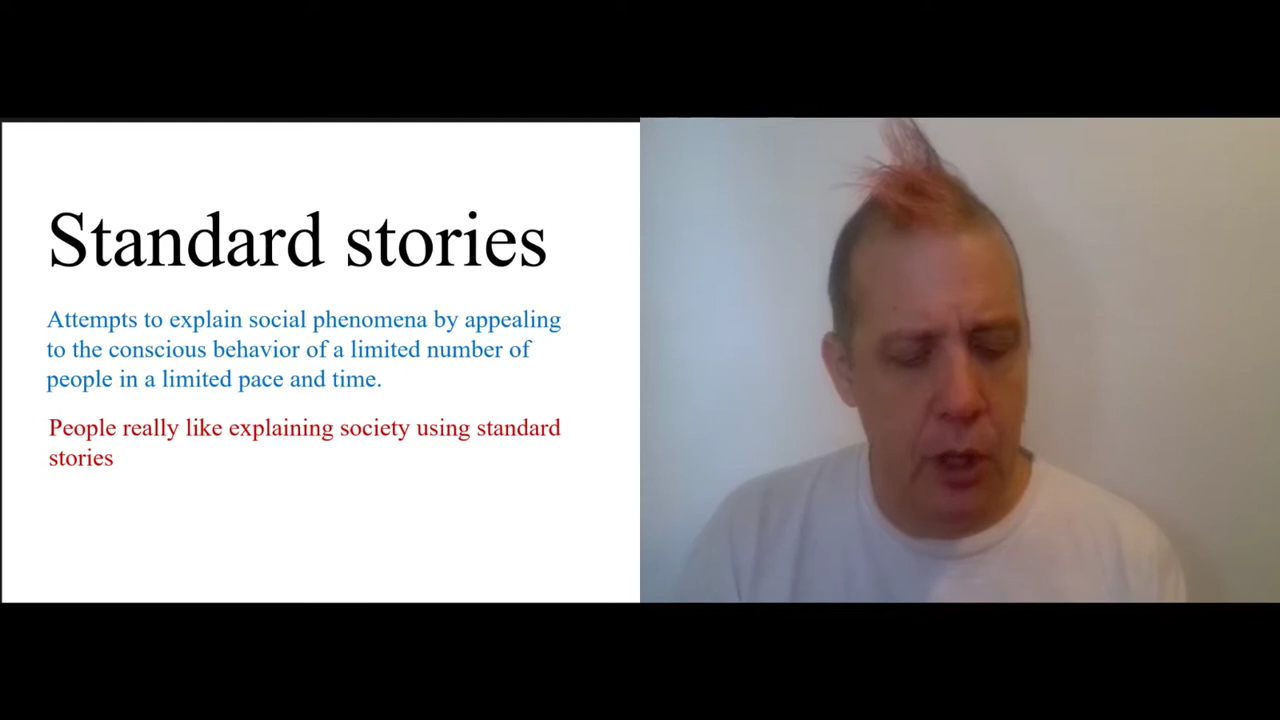 Standard stories
Attempts to explain social phenomena by appealing
to the conscious behavior of a limited number of
people in a limited pace and time.
People really like explaining society using standard
stories